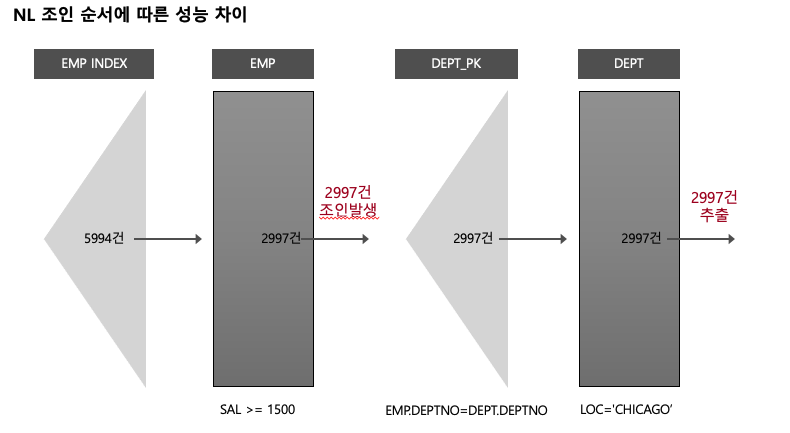 NL 조인 순서에 따른 성능 차이
EMP INDEX
EMP
DEPT_PK
DEPT
5994건
2997건
2997건
조인발생
2997건
2997건
2997건
추출
SAL >= 1500
EMP.DEPTNO=DEPT.DEPTNO
LOC='CHICAGO’